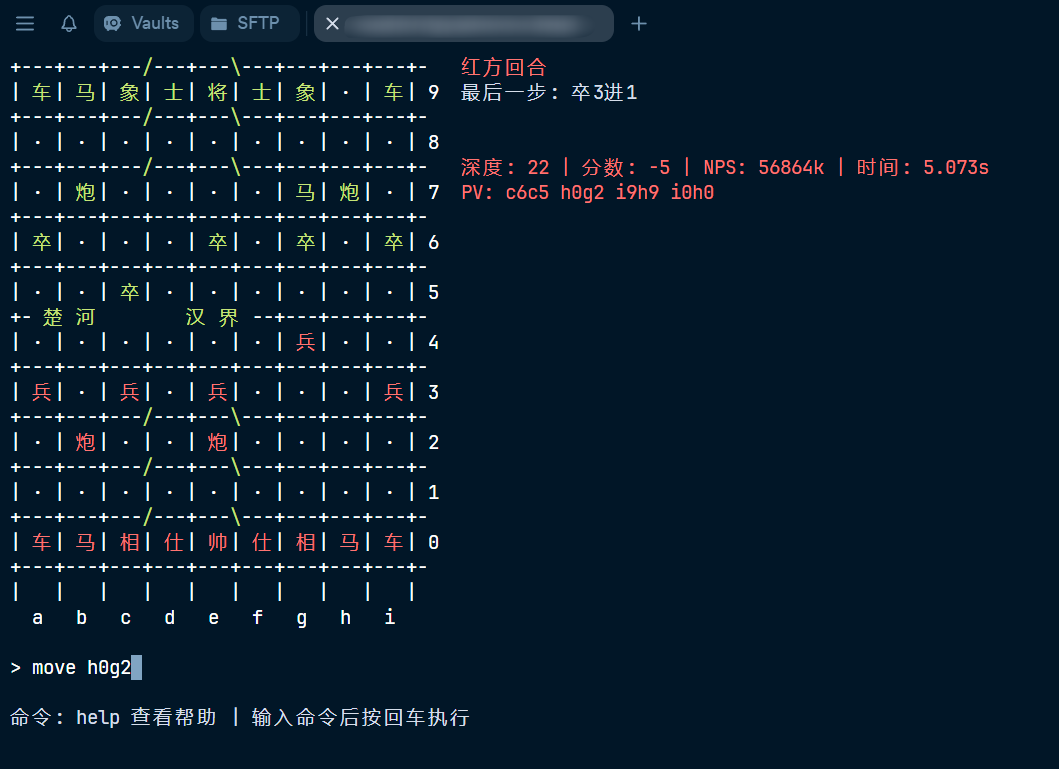 Vaults SFTP
+---+---+---/---+---\---+---+---+---+- 红方回合
| 车| 马| 象| 士| 将| 士| 象| · | 车| 9 最后一步: 卒3进1
+---+---+---/---+---\---+---+---+---+-
| · | · | · | · | · | · | · | · | · | 8
+---+---+---/---+---\---+---+---+---+- 深度: 22 | 分数: -5 | NPS: 56864k | 时间: 5.073s
| · | 炮| · | · | · | · | 马| 炮| · | 7 PV: c6c5 h0g2 i9h9 i0h0
+---+---+---+---+---+---+---+---+---+-
| 卒| · | · | · | 卒| · | 卒| · | 卒| 6
+---+---+---+---+---+---+---+---+---+-
| · | · | 卒| · | · | · | · | · | · | 5
+- 楚 河 汉 界 --+---+---+---+-
| · | · | · | · | · | · | 兵| · | · | 4
+---+---+---+---+---+---+---+---+---+-
| 兵| · | 兵| · | 兵| · | · | · | 兵| 3
+---+---+---/---+---\---+---+---+---+-
| · | 炮| · | · | 炮| · | · | · | · | 2
+---+---+---/---+---\---+---+---+---+-
| · | · | · | · | · | · | · | · | · | 1
+---+---+---/---+---\---+---+---+---+-
| 车| 马| 相| 仕| 帅| 仕| 相| 马| 车| 0
+---+---+---+---+---+---+---+---+---+-
| | | | | | | | | |
a b c d e f g h i
> move h0g2
命令: help 查看帮助 | 输入命令后按回车执行